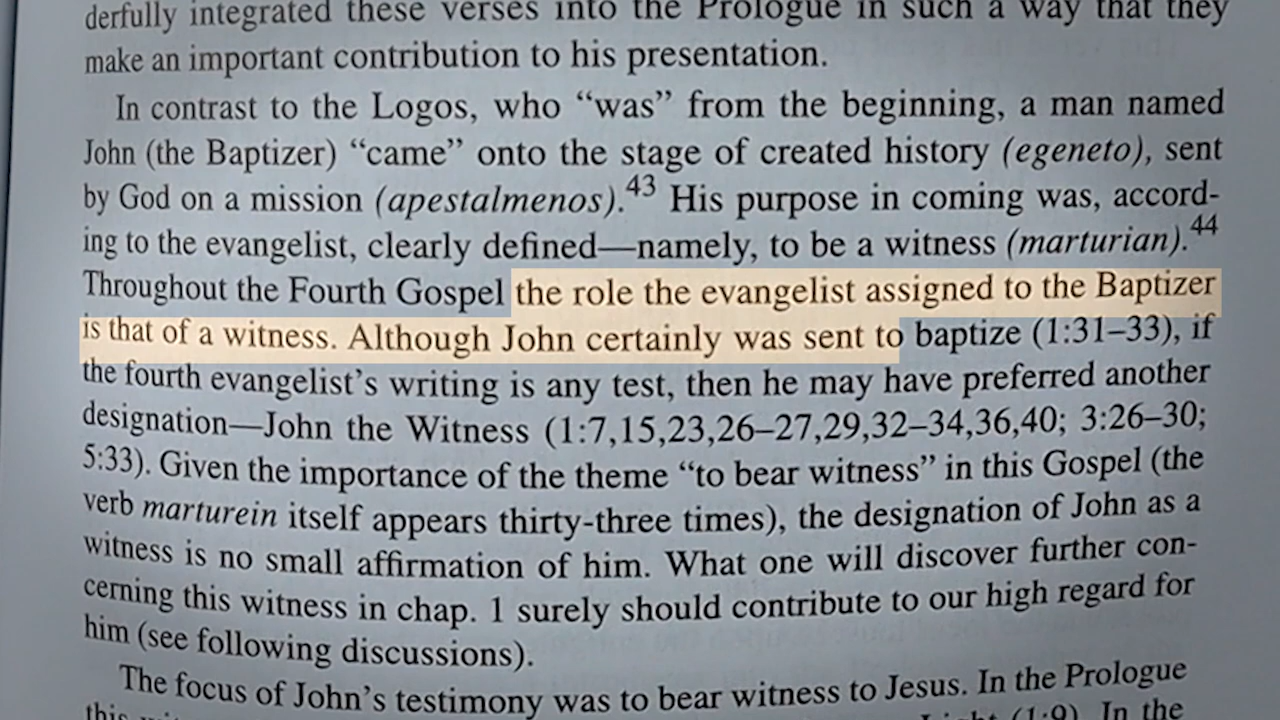 derfully integrated these verses into the Prologue in such a way that they
make an important contribution to his presentation.
In contrast to the Logos, who “was” from the beginning, a man named
John (the Baptizer) “came” onto the stage of created history (egeneto), sent
by God on a mission (apestalmenos).43 His purpose in coming was, accord-
ing to the evangelist, clearly defined—namely, to be a witness (marturian).44
Throughout the Fourth Gospel the role the evangelist assigned to the Baptizer
is that of a witness. Although John certainly was sent to baptize (1:31–33), if
the fourth evangelist’s writing is any test, then he may have preferred another
designation—John the Witness (1:7,15,23,26–27,29,32–34,36,40; 3:26–30;
5:33). Given the importance of the theme “to bear witness” in this Gospel (the
verb marturein itself appears thirty-three times), the designation of John as a
witness is no small affirmation of him. What one will discover further con-
cerning this witness in chap. 1 surely should contribute to our high regard for
him (see following discussions).
The focus of John’s testimony was to bear witness to Jesus. In the Prologue
this (1:9). In the